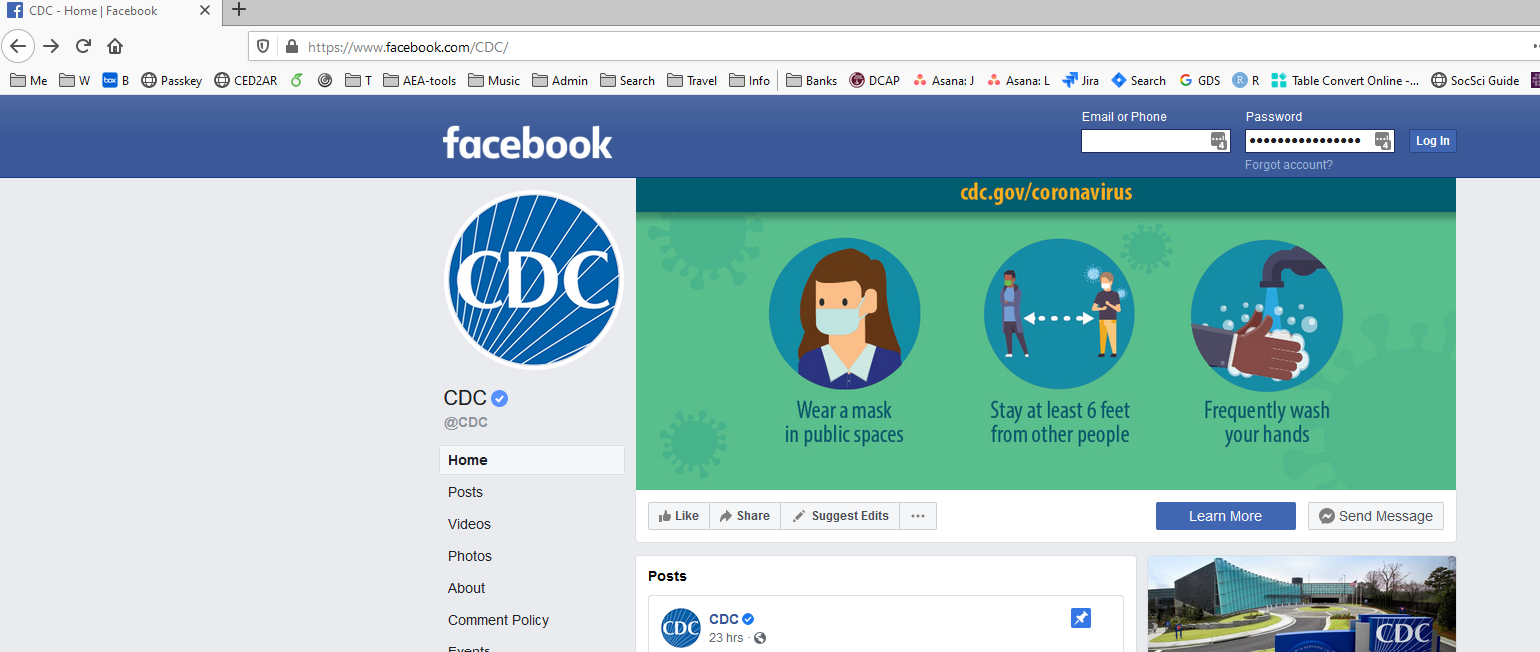 CDC - Home | Facebook
https://www.facebook.com/CDC/
Me W box B Passkey CED2AR T AEA-tools Music Admin Search Travel Info Banks DCAP Asana: J Asana: L Jira Search GDS R R Table Convert Online -... SocSci Guide
facebook
Email or Phone
Password
Log In
Forgot account?
CDC
CDC
@CDC
Home
Posts
Videos
Photos
About
Comment Policy
Events
cdc.gov/coronavirus
Wear a mask
in public spaces
Stay at least 6 feet
from other people
Frequently wash
your hands
Like Share Suggest Edits ...
Learn More
Send Message
Posts
CDC
CDC
23 hrs ·
CDC